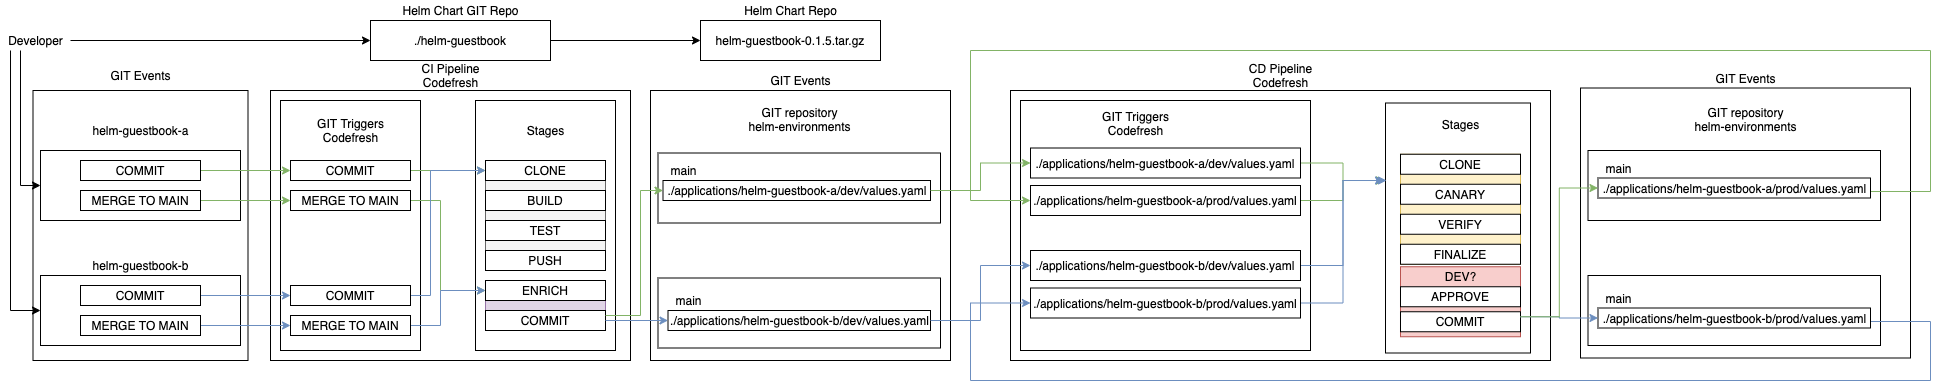 Helm Chart GIT Repo
Helm Chart Repo
Developer
./helm-guestbook
helm-guestbook-0.1.5.tar.gz
GIT Events
helm-guestbook-a
COMMIT
MERGE TO MAIN
helm-guestbook-b
COMMIT
MERGE TO MAIN
CI Pipeline
Codefresh
GIT Triggers
Codefresh
COMMIT
MERGE TO MAIN
COMMIT
MERGE TO MAIN
Stages
CLONE
BUILD
TEST
PUSH
ENRICH
COMMIT
GIT Events
GIT repository
helm-environments
main
./applications/helm-guestbook-a/dev/values.yaml
main
./applications/helm-guestbook-b/dev/values.yaml
CD Pipeline
Codefresh
GIT Triggers
Codefresh
./applications/helm-guestbook-a/dev/values.yaml
./applications/helm-guestbook-a/prod/values.yaml
./applications/helm-guestbook-b/dev/values.yaml
./applications/helm-guestbook-b/prod/values.yaml
Stages
CLONE
CANARY
VERIFY
FINALIZE
DEV?
APPROVE
COMMIT
GIT Events
GIT repository
helm-environments
main
./applications/helm-guestbook-a/prod/values.yaml
main
./applications/helm-guestbook-b/prod/values.yaml